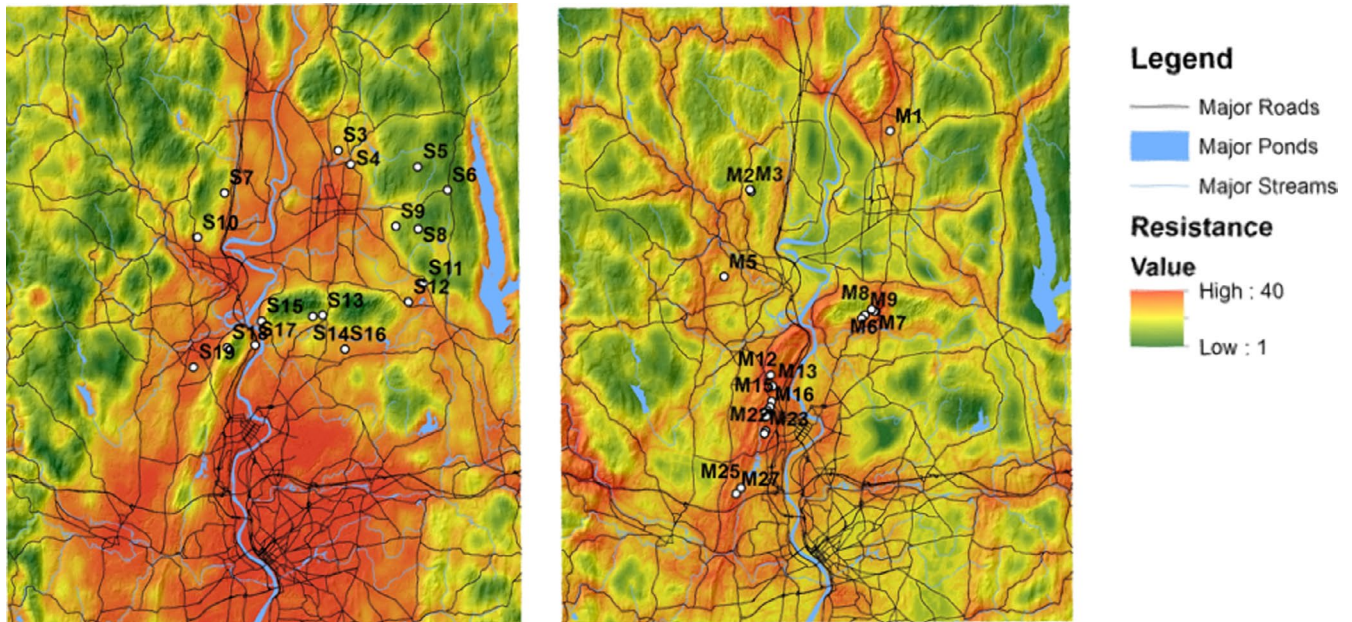 S3
S4
S5
S6
S7
S9
S8
S10
S11
S12
S15
S13
S17
S14 S16
S19
M1
M2 M3
M5
M8 M9
M6 M7
M12
M13
M15
M16
M22 M23
M25
M27
Legend
Major Roads
Major Ponds
Major Streams
Resistance
Value
High : 40
Low : 1